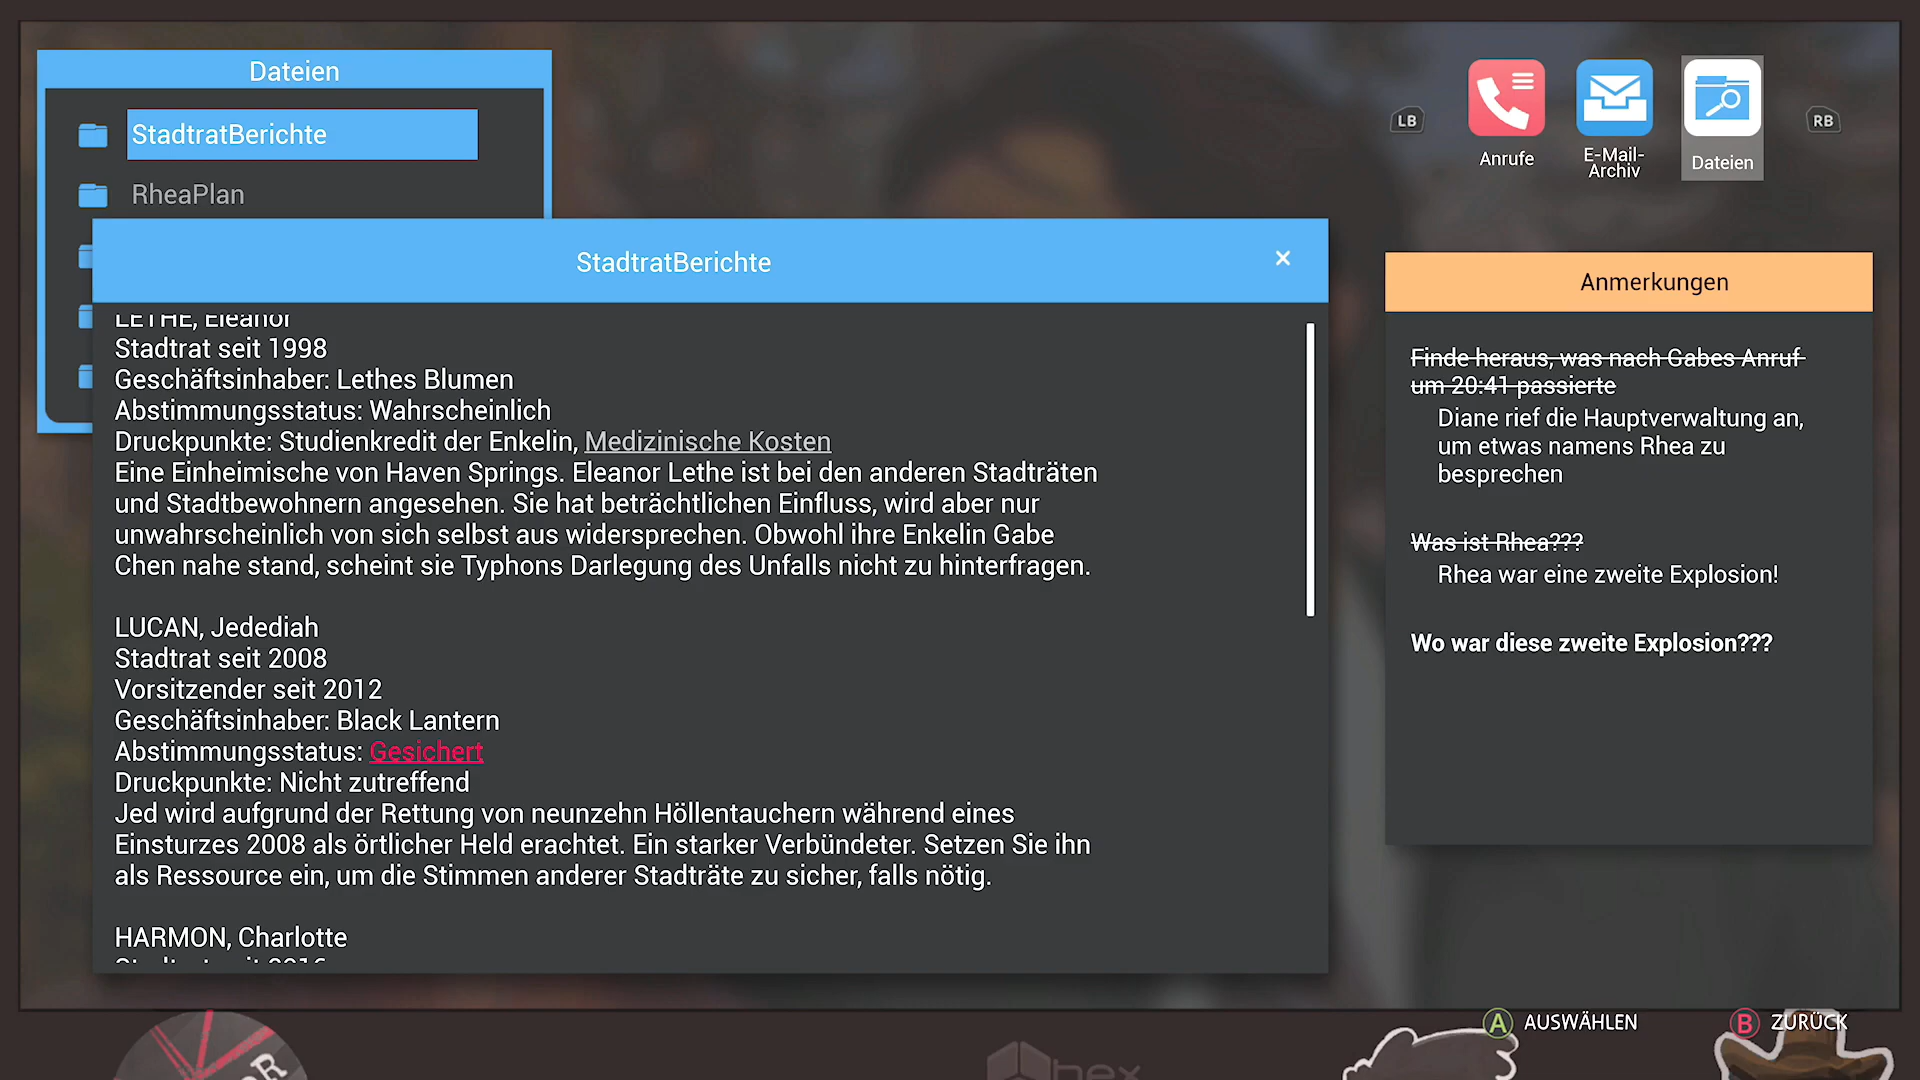 Dateien
StadtratBerichte
RheaPlan
LB
Anrufe
E-Mail-
Archiv
Dateien
RB
StadtratBerichte
LETHE, Eleanor
Stadtrat seit 1998
Geschäftsinhaber: Lethes Blumen
Abstimmungsstatus: Wahrscheinlich
Druckpunkte: Studienkredit der Enkelin, Medizinische Kosten
Eine Einheimische von Haven Springs. Eleanor Lethe ist bei den anderen Stadträten
und Stadtbewohnern angesehen. Sie hat beträchtlichen Einfluss, wird aber nur
unwahrscheinlich von sich selbst aus widersprechen. Obwohl ihre Enkelin Gabe
Chen nahe stand, scheint sie Typhons Darlegung des Unfalls nicht zu hinterfragen.
LUCAN, Jedediah
Stadtrat seit 2008
Vorsitzender seit 2012
Geschäftsinhaber: Black Lantern
Abstimmungsstatus: Gesichert
Druckpunkte: Nicht zutreffend
Jed wird aufgrund der Rettung von neunzehn Höllentauchern während eines
Einsturzes 2008 als örtlicher Held erachtet. Ein starker Verbündeter. Setzen Sie ihn
als Ressource ein, um die Stimmen anderer Stadträte zu sicher, falls nötig.
HARMON, Charlotte
Stadtrat seit 2016
Anmerkungen
Finde heraus, was nach Gabes Anruf
um 20:41 passierte
Diane rief die Hauptverwaltung an,
um etwas namens Rhea zu
besprechen
Was ist Rhea???
Rhea war eine zweite Explosion!
Wo war diese zweite Explosion???
A AUSWÄHLEN
B ZURÜCK
hex